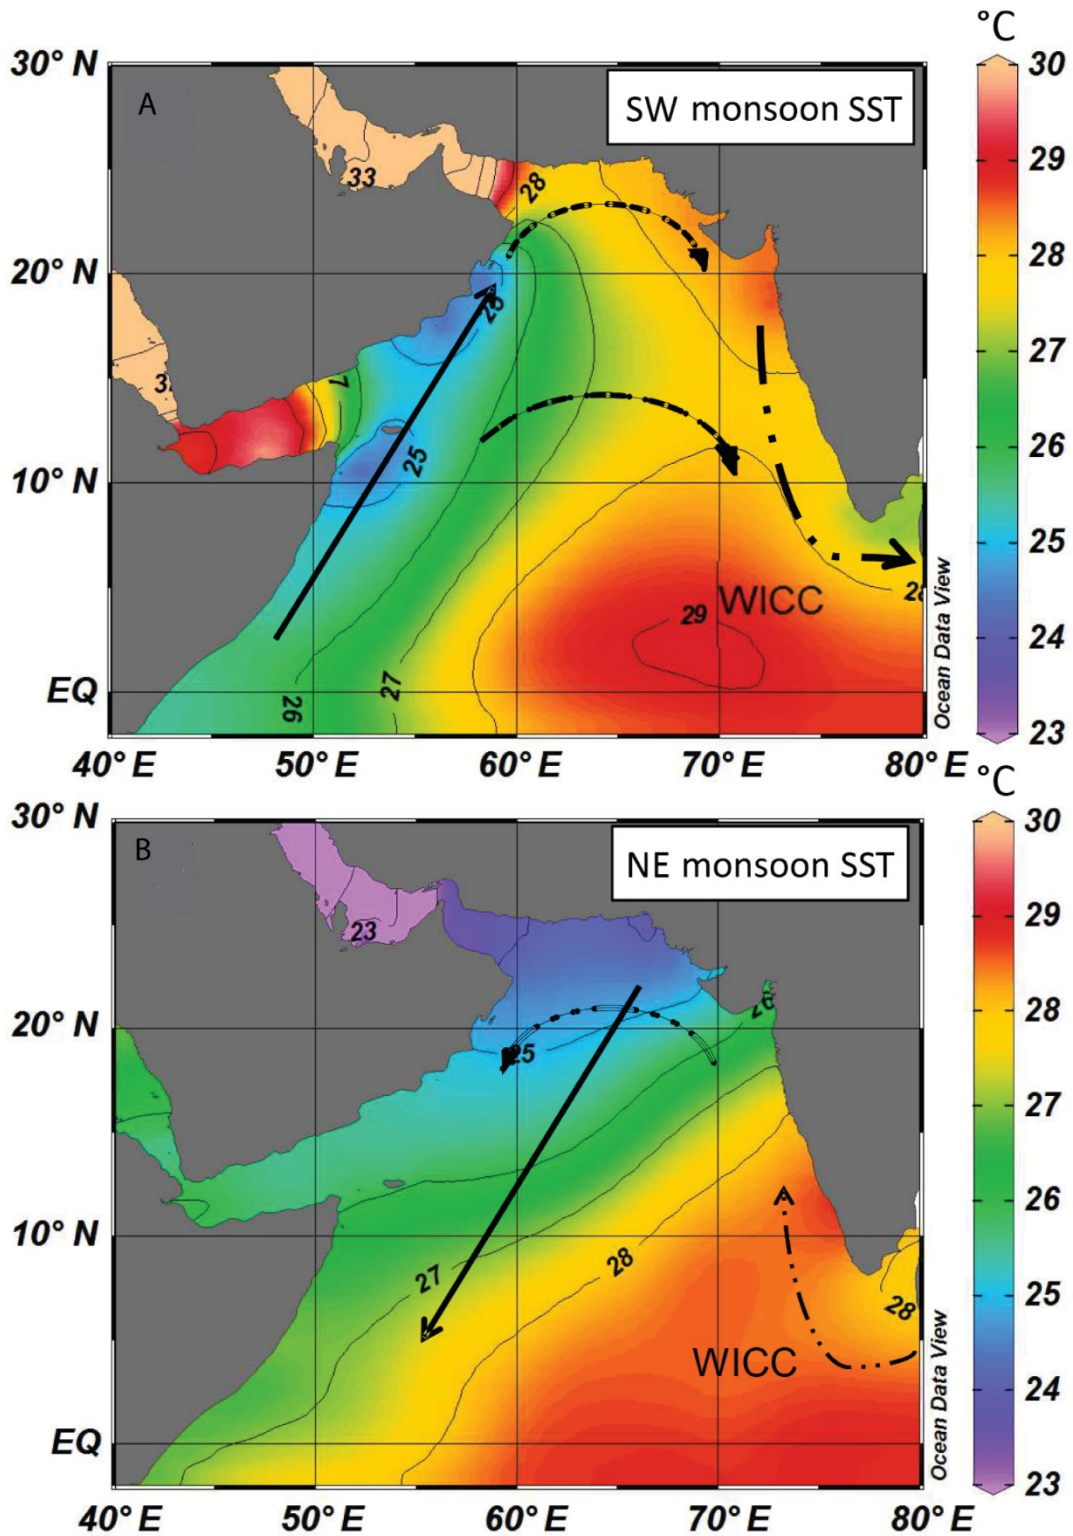 °C
30° N
A
SW monsoon SST
30
33
28
29
20° N
28
25
27
7
10° N
25
26
25
WICC
29
24
EQ
26
27
Ocean Data View
23
40° E
50° E
60° E
70° E
80° E
°C
30° N
B
NE monsoon SST
30
23
29
26
20° N
25
28
27
10° N
26
27
28
25
28
WICC
24
EQ
Ocean Data View
23
40° E
50° E
60° E
70° E
80° E